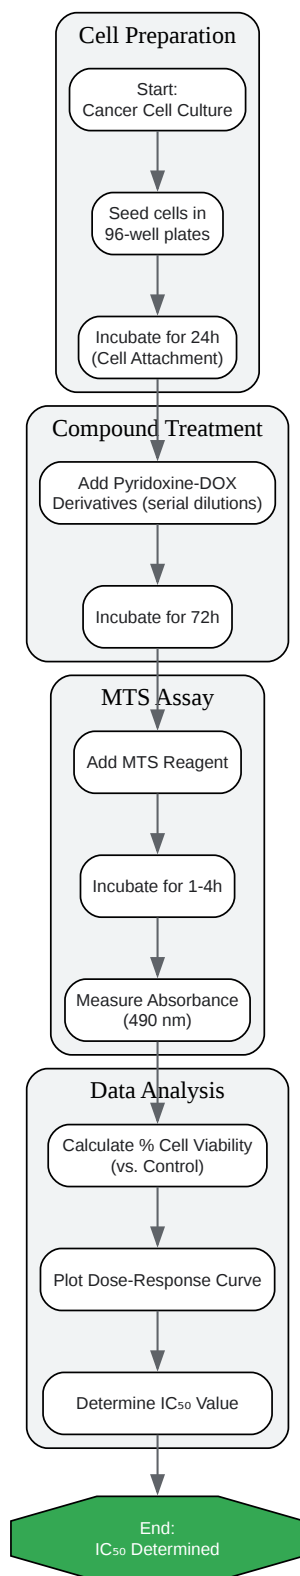 Cell Preparation
Start:
Cancer Cell Culture
Seed cells in
96-well plates
Incubate for 24h
(Cell Attachment)
Compound Treatment
Add Pyridoxine-DOX
Derivatives (serial dilutions)
Incubate for 72h
MTS Assay
Add MTS Reagent
Incubate for 1-4h
Measure Absorbance
(490 nm)
Data Analysis
Calculate % Cell Viability
(vs. Control)
Plot Dose-Response Curve
Determine IC₅₀ Value
End:
IC₅₀ Determined